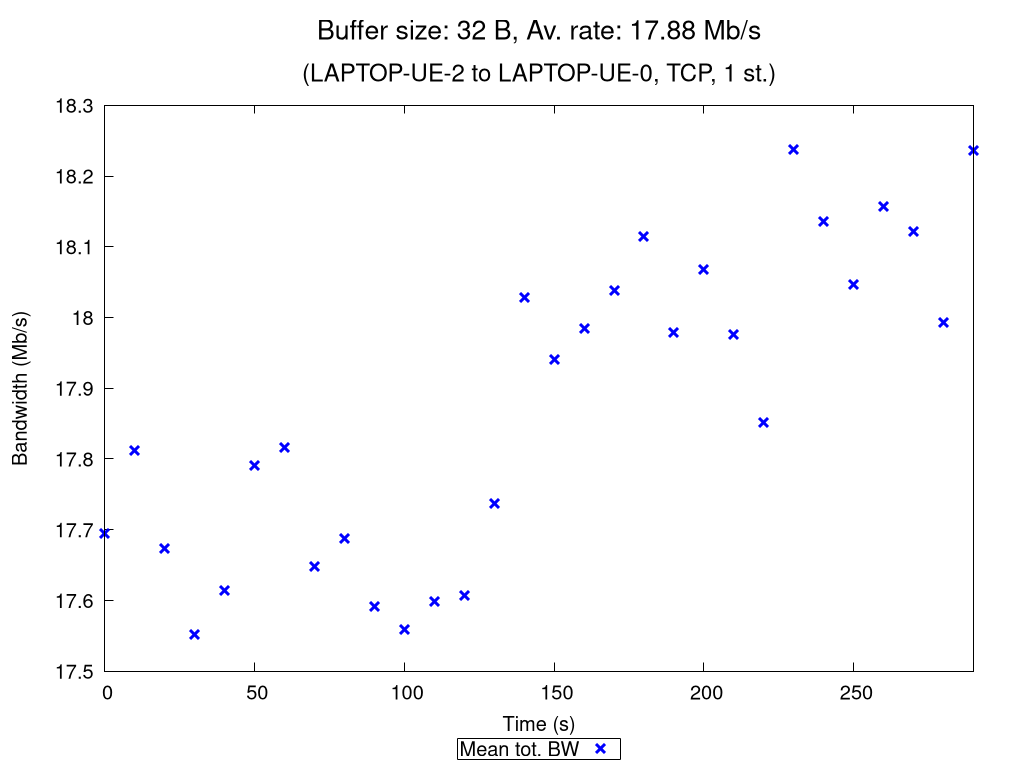 Buffer size: 32 B, Av. rate: 17.88 Mb/s
(LAPTOP-UE-2 to LAPTOP-UE-0, TCP, 1 st.)
18.3
18.2
18.1
18
17.9
17.8
17.7
17.6
17.5
Bandwidth (Mb/s)
0 50 100 150 200 250
Time (s)
Mean tot. BW